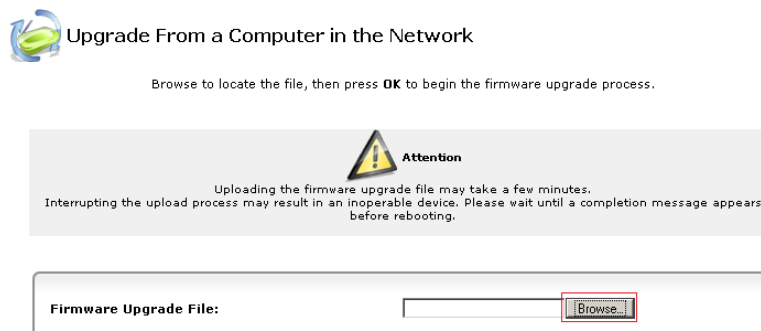 Upgrade From a Computer in the Network
Browse to locate the file, then press OK to begin the firmware upgrade process.
Attention
Uploading the firmware upgrade file may take a few minutes.
Interrupting the upload process may result in an inoperable device. Please wait until a completion message appears
before rebooting.
Firmware Upgrade File:
Browse...